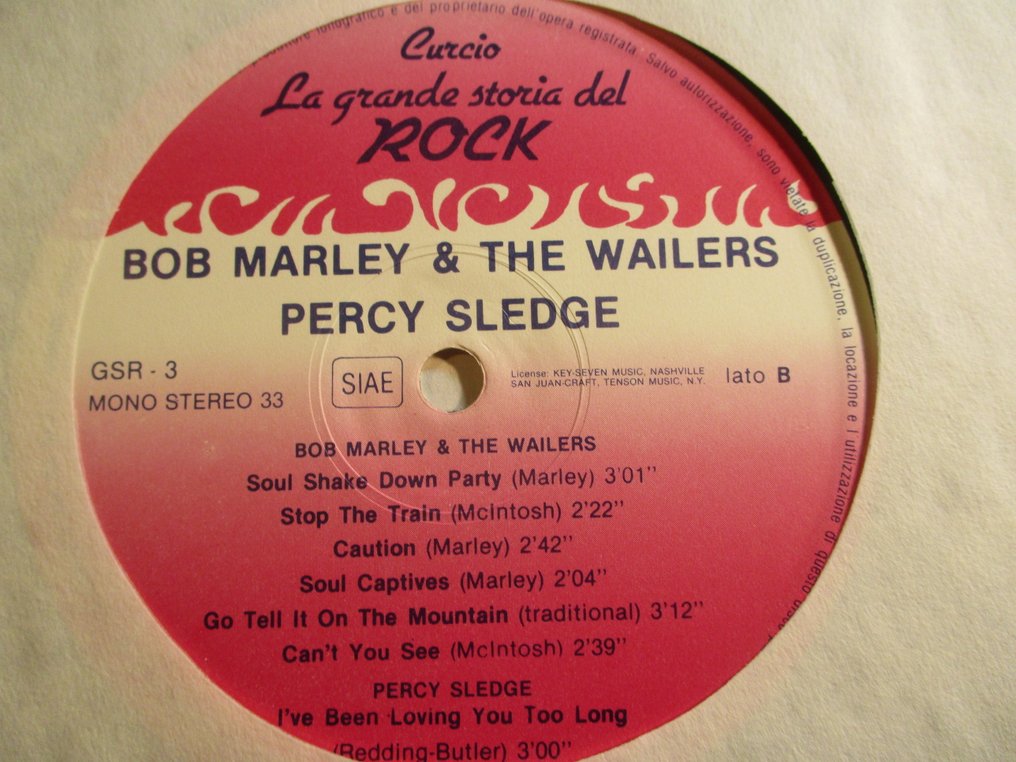 fonografico e del proprietario dell'opera registrata · Salvo autorizzazione, sono vietate la duplicazione, la locazione e l'utilizzazione di questo disco
Curcio
La grande storia del
ROCK
BOB MARLEY & THE WAILERS
PERCY SLEDGE
GSR - 3
MONO STEREO 33
SIAE
License: KEY-SEVEN MUSIC, NASHVILLE
SAN JUAN-CRAFT, TENSON MUSIC, N.Y.
lato B
BOB MARLEY & THE WAILERS
Soul Shake Down Party (Marley) 3'01"
Stop The Train (McIntosh) 2'22"
Caution (Marley) 2'42"
Soul Captives (Marley) 2'04"
Go Tell It On The Mountain (traditional) 3'12"
Can't You See (McIntosh) 2'39"
PERCY SLEDGE
I've Been Loving You Too Long
(Redding-Butler) 3'00"